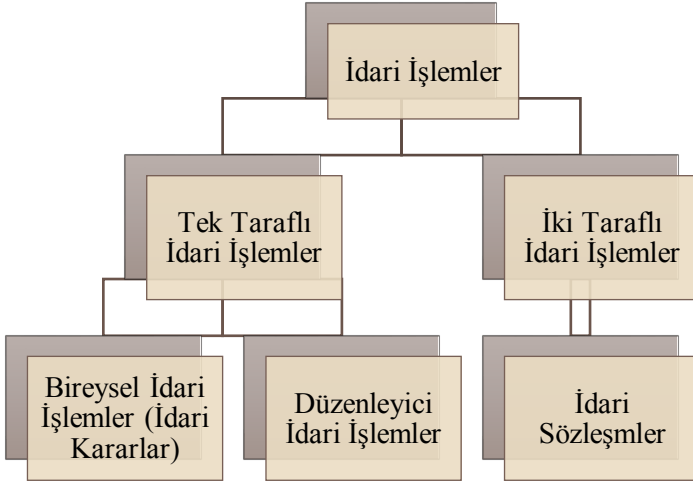 İdari İşlemler
Tek Taraflı
İdari İşlemler
İki Taraflı
İdari İşlemler
Bireysel İdari
İşlemler (İdari
Kararlar)
Düzenleyici
İdari İşlemler
İdari
Sözleşmler